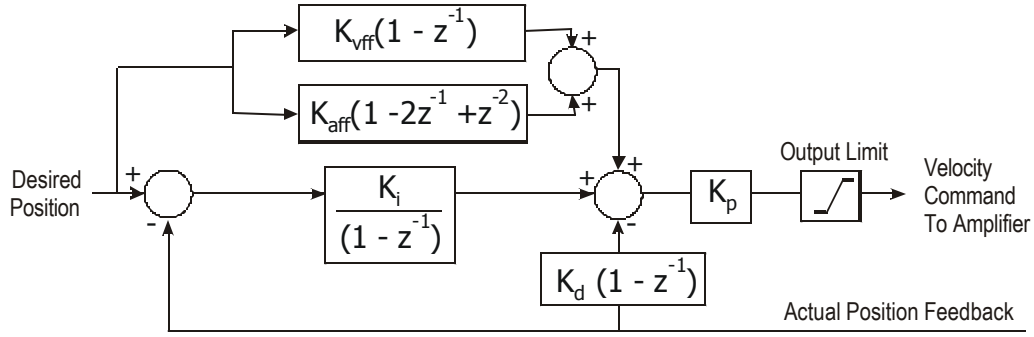 K_vff(1 - z^-1)
+
K_aff(1 -2z^-1 +z^-2)
+
Desired
Position
+
-
K_i
(1 - z^-1)
+
+
-
K_p
Output Limit
Velocity
Command
To Amplifier
K_d (1 - z^-1)
Actual Position Feedback